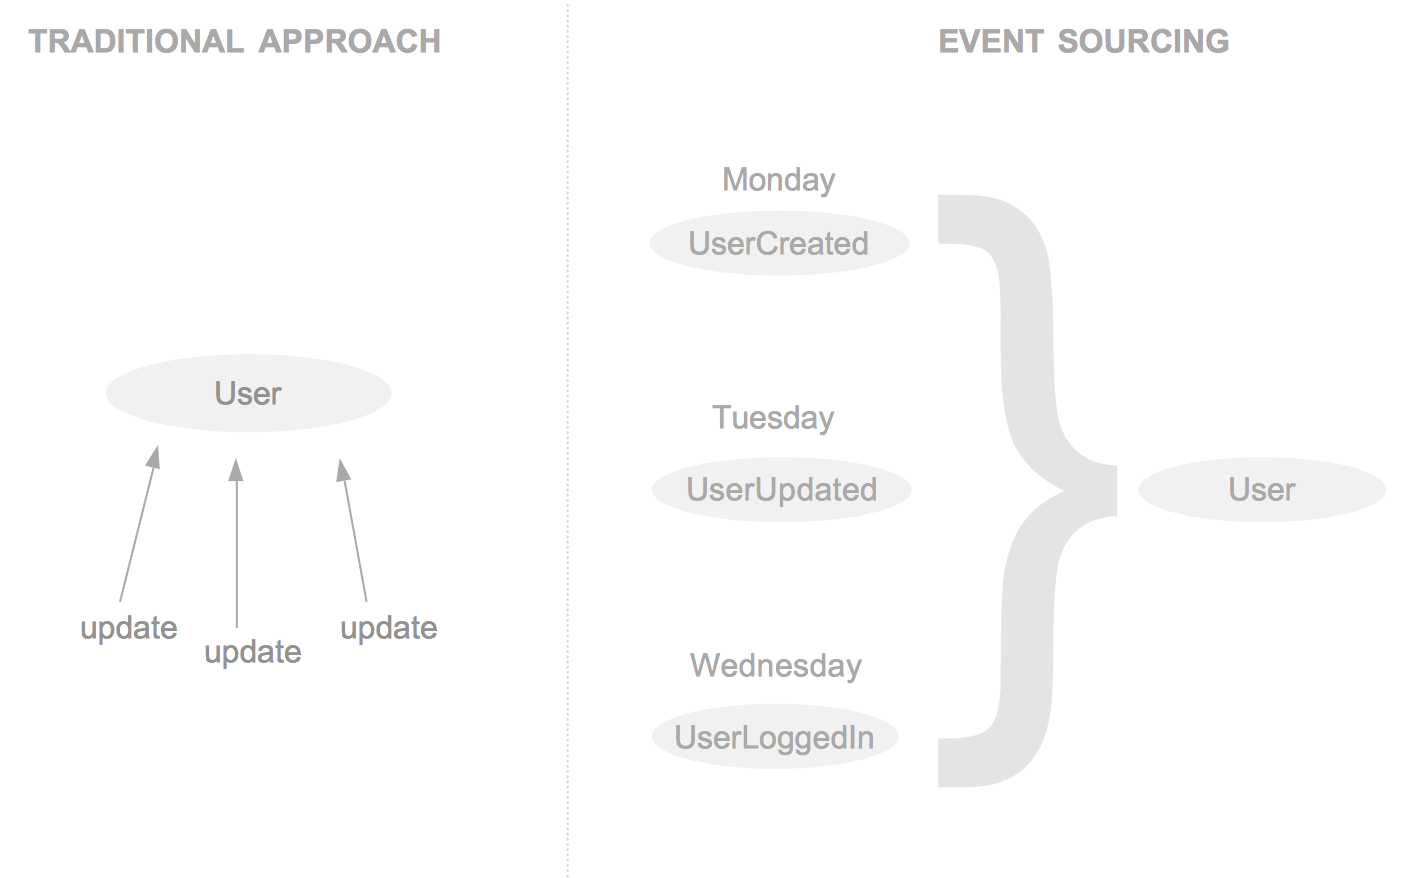 TRADITIONAL APPROACH
User
update
update
update
EVENT SOURCING
Monday
UserCreated
Tuesday
UserUpdated
Wednesday
UserLoggedIn
User